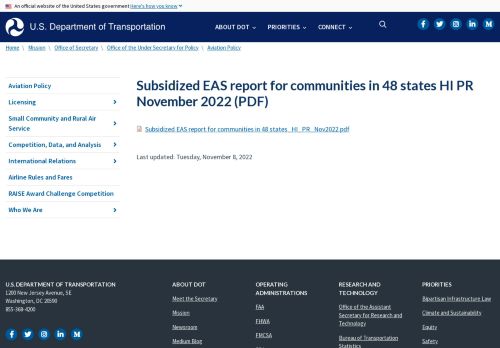 An official website of the United States government Here's how you know
U.S. Department of Transportation
ABOUT DOT
PRIORITIES
CONNECT
Home \ Mission \ Office of Secretary \ Office of the Under Secretary for Policy \ Aviation Policy
Aviation Policy
Licensing
Small Community and Rural Air
Service
Competition, Data, and Analysis
International Relations
Airline Rules and Fares
RAISE Award Challenge Competition
Who We Are
Subsidized EAS report for communities in 48 states HI PR
November 2022 (PDF)
Subsidized EAS report for communities in 48 states_HI_PR_Nov2022.pdf
Last updated: Tuesday, November 8, 2022
U.S. DEPARTMENT OF TRANSPORTATION
1200 New Jersey Avenue, SE
Washington, DC 20590
855-368-4200
ABOUT DOT
Meet the Secretary
Mission
Newsroom
Medium Blog
OPERATING
ADMINISTRATIONS
FAA
FHWA
FMCSA
RESEARCH AND
TECHNOLOGY
Office of the Assistant
Secretary for Research and
Technology
Bureau of Transportation
Statistics
PRIORITIES
Bipartisan Infrastructure Law
Climate and Sustainability
Equity
Safety